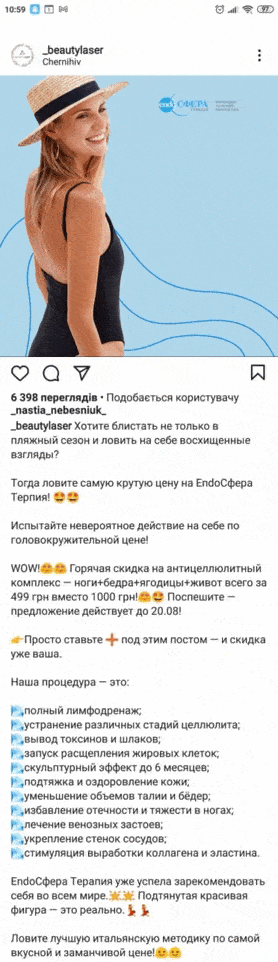 10:59
97
_beautylaser
Chernihiv
endo СФЕРА
6 398 переглядів • Подобається користувачу
_nastia_nebesniuk_
_beautylaser Хотите блистать не только в
пляжный сезон и ловить на себе восхищенные
взгляды?
Тогда ловите самую крутую цену на EndoСфера
Терпия! 🤩🤩
Испытайте невероятное действие на себе по
головокружительной цене!
WOW!🤗🤗 Горячая скидка на антицеллюлитный
комплекс — ноги+бедра+ягодицы+живот всего за
499 грн вместо 1000 грн!🤗🤩 Поспешите —
предложение действует до 20.08!
👉Просто ставьте ➕ под этим постом — и скидка
уже ваша.
Наша процедура — это:
полный лимфодренаж;
устранение различных стадий целлюлита;
вывод токсинов и шлаков;
запуск расщепления жировых клеток;
скульптурный эффект до 6 месяцев;
подтяжка и оздоровление кожи;
уменьшение объемов талии и бёдер;
избавление отечности и тяжести в ногах;
лечение венозных застоев;
укрепление стенок сосудов;
стимуляция выработки коллагена и эластина.
EndoСфера Терапия уже успела зарекомендовать
себя во всем мире.💥💥 Подтянутая красивая
фигура — это реально.💃💃
Ловите лучшую итальянскую методику по самой
вкусной и заманчивой цене!